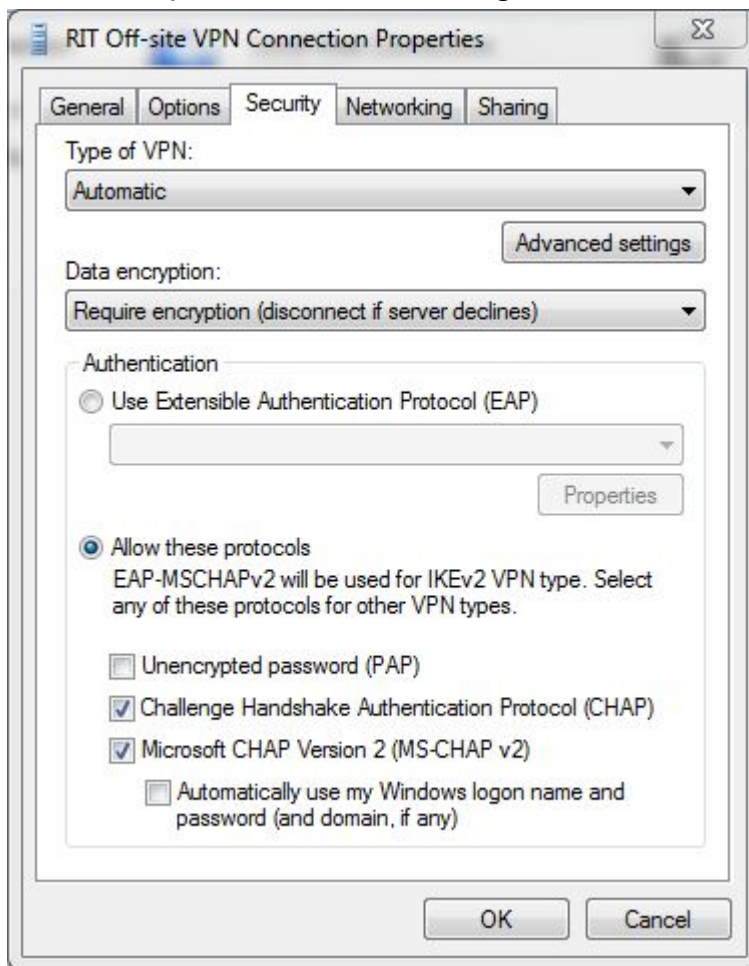 RIT Off-site VPN Connection Properties
General Options Security Networking Sharing
Type of VPN:
Automatic
Advanced settings
Data encryption:
Require encryption (disconnect if server declines)
Authentication
Use Extensible Authentication Protocol (EAP)
Properties
Allow these protocols
EAP-MSCHAPv2 will be used for IKEv2 VPN type. Select
any of these protocols for other VPN types.
Unencrypted password (PAP)
Challenge Handshake Authentication Protocol (CHAP)
Microsoft CHAP Version 2 (MS-CHAP v2)
Automatically use my Windows logon name and
password (and domain, if any)
OK Cancel